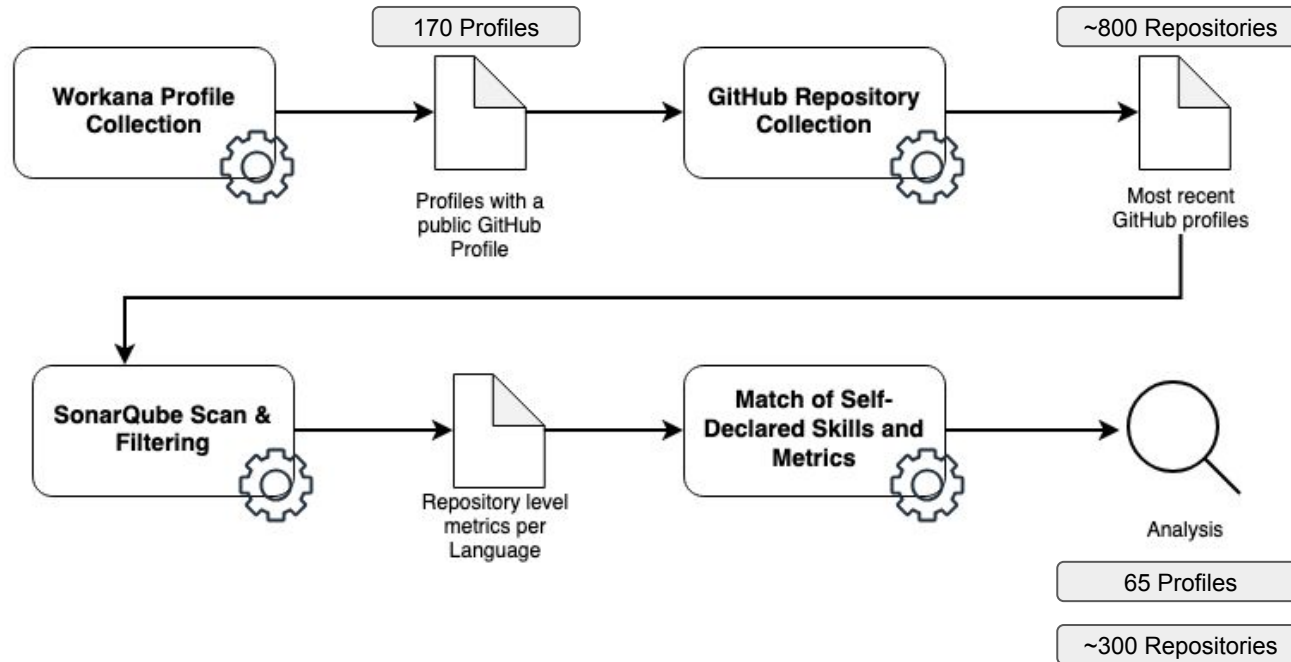 170 Profiles
~800 Repositories
Workana Profile
Collection
GitHub Repository
Collection
Profiles with a
public GitHub
Profile
Most recent
GitHub profiles
SonarQube Scan &
Filtering
Match of Self-
Declared Skills and
Metrics
Repository level
metrics per
Language
Analysis
65 Profiles
~300 Repositories